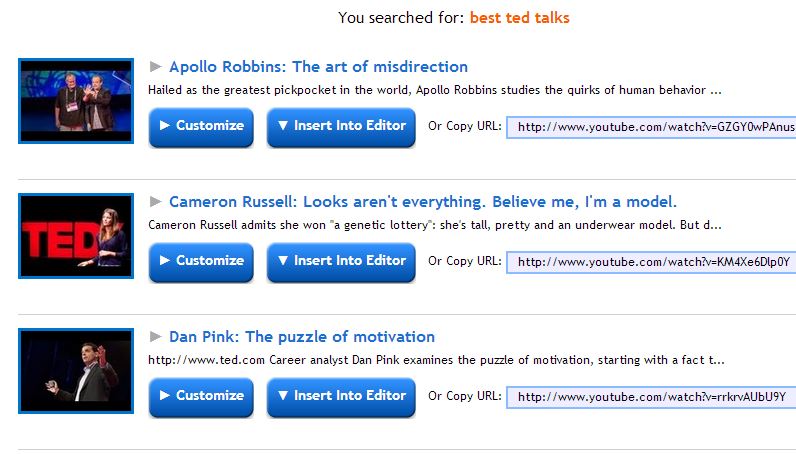 You searched for: best ted talks
► Apollo Robbins: The art of misdirection
Hailed as the greatest pickpocket in the world, Apollo Robbins studies the quirks of human behavior ...
► Customize ▼ Insert Into Editor Or Copy URL: http://www.youtube.com/watch?v=GZGY0wPAnus
► Cameron Russell: Looks aren't everything. Believe me, I'm a model.
Cameron Russell admits she won "a genetic lottery": she's tall, pretty and an underwear model. But d...
TED
► Customize ▼ Insert Into Editor Or Copy URL: http://www.youtube.com/watch?v=KM4Xe6Dlp0Y
► Dan Pink: The puzzle of motivation
http://www.ted.com Career analyst Dan Pink examines the puzzle of motivation, starting with a fact t...
► Customize ▼ Insert Into Editor Or Copy URL: http://www.youtube.com/watch?v=rrkrvAUbU9Y